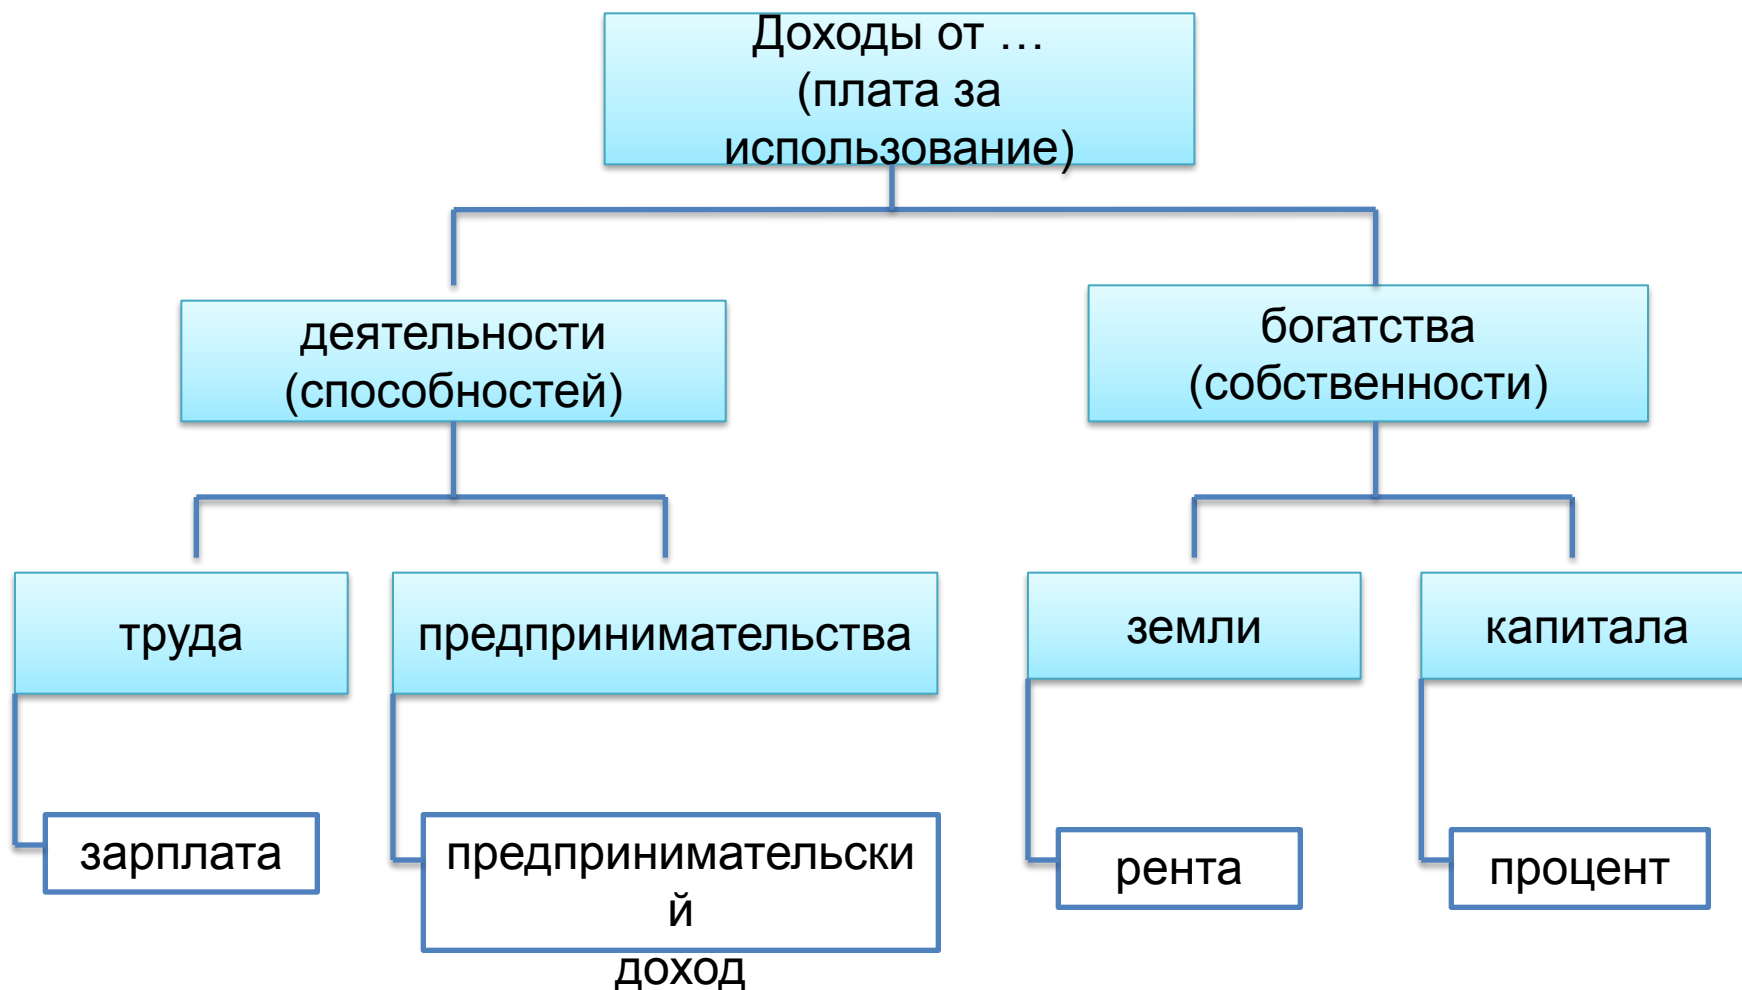 Доходы от …
(плата за
использование)
деятельности
(способностей)
богатства
(собственности)
труда
предпринимательства
земли
капитала
зарплата
предпринимательски
й
доход
рента
процент